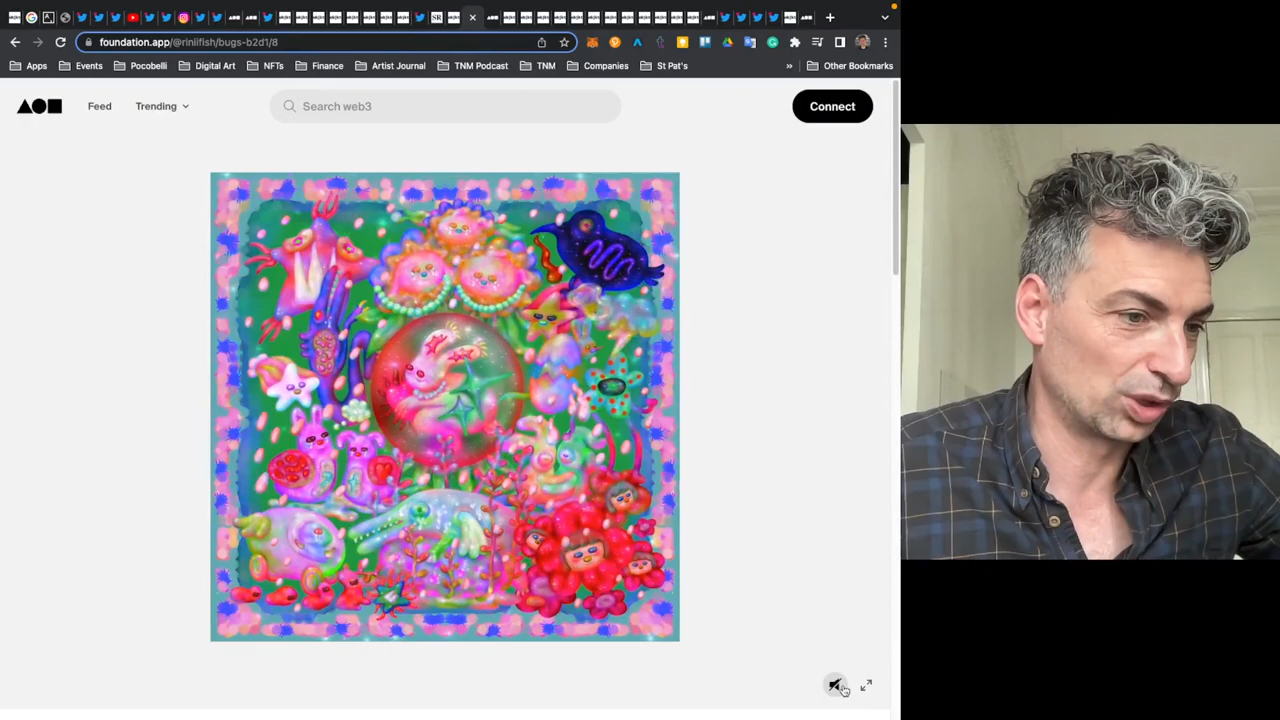 foundation.app/@riniifish/bugs-b2d1/8
Apps Events Pocobelli Digital Art NFTs Finance Artist Journal TNM Podcast TNM Companies St Pat's » Other Bookmarks
Feed Trending Search web3 Connect